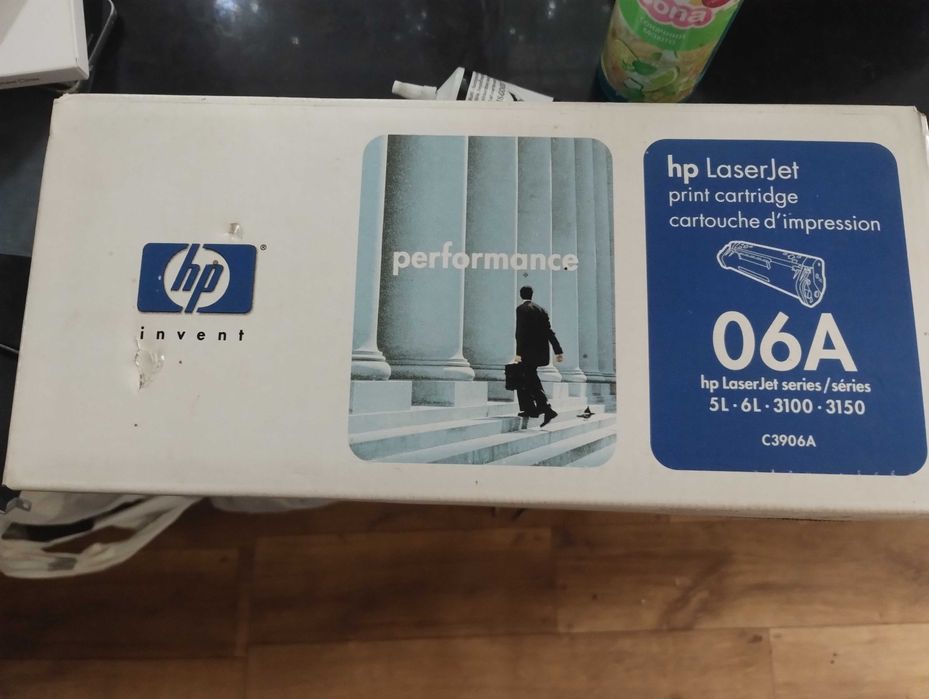 hp
®
invent
performance
hp LaserJet
print cartridge
cartouche d'impression
06A
hp LaserJet series/séries
5L · 6L · 3100 · 3150
C3906A